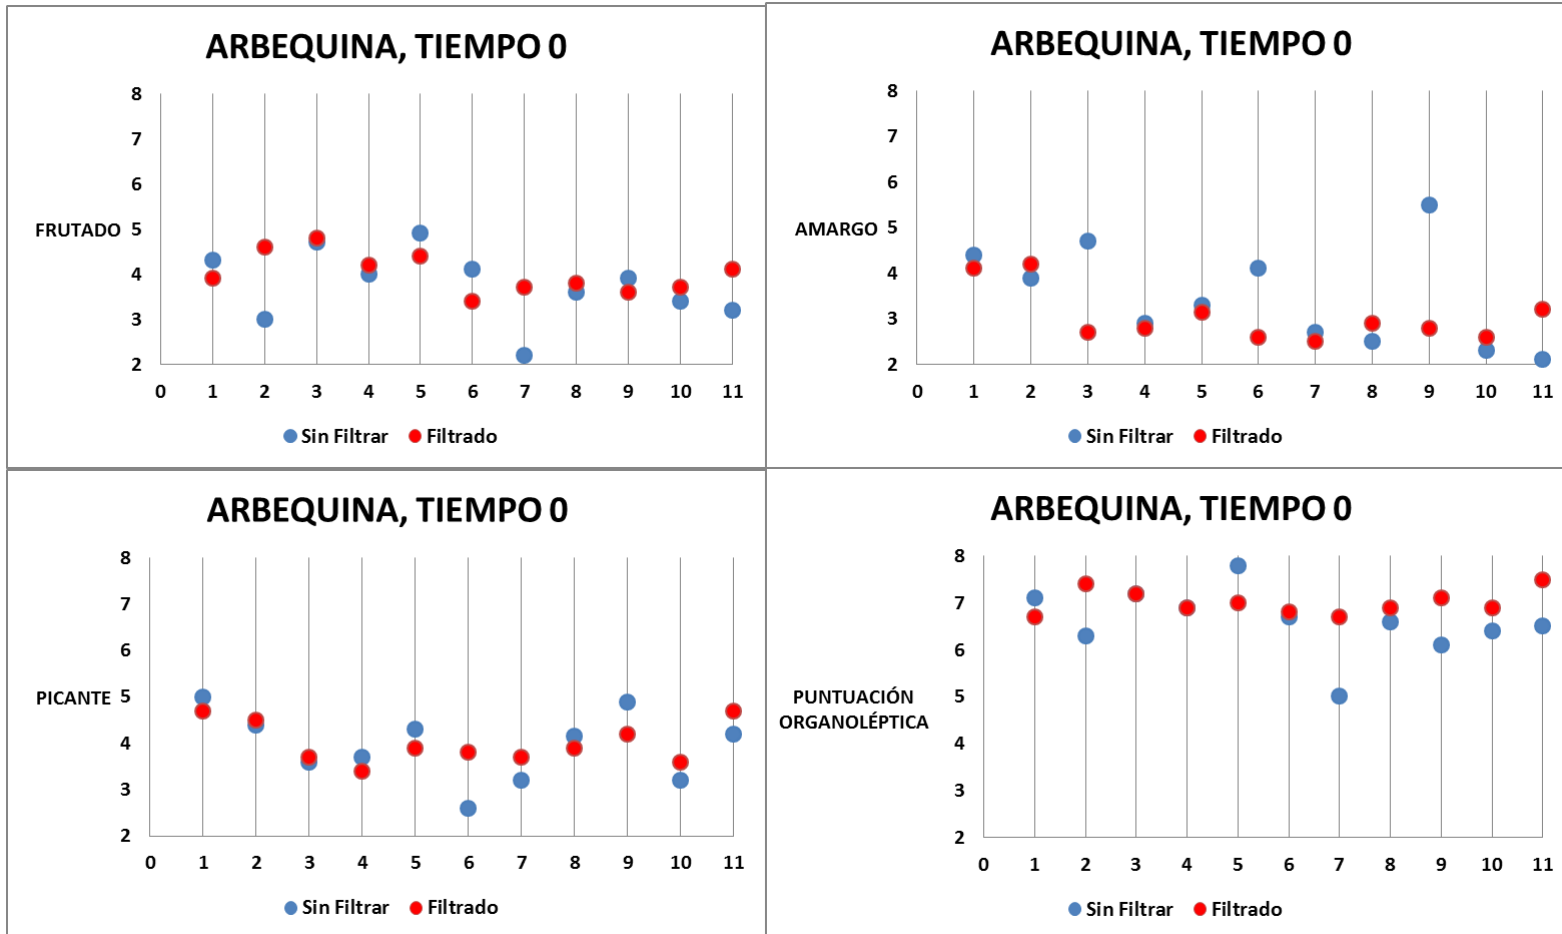 ARBEQUINA, TIEMPO 0
8
7
6
FRUTADO 5
4
3
2
0 1 2 3 4 5 6 7 8 9 10 11
Sin Filtrar Filtrado
ARBEQUINA, TIEMPO 0
8
7
6
AMARGO 5
4
3
2
0 1 2 3 4 5 6 7 8 9 10 11
Sin Filtrar Filtrado
ARBEQUINA, TIEMPO 0
8
7
6
PICANTE 5
4
3
2
0 1 2 3 4 5 6 7 8 9 10 11
Sin Filtrar Filtrado
ARBEQUINA, TIEMPO 0
8
7
6
PUNTUACIÓN 5
ORGANOLÉPTICA
4
3
2
0 1 2 3 4 5 6 7 8 9 10 11
Sin Filtrar Filtrado